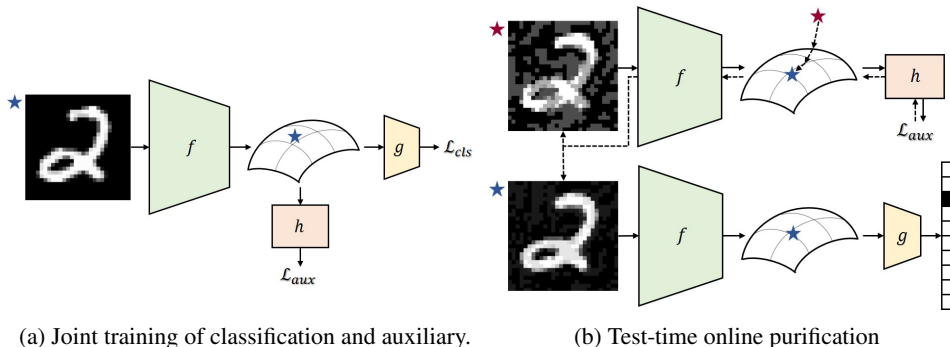 f
g
ℒcls
h
ℒaux
f
h
ℒaux
f
g
(a) Joint training of classification and auxiliary.
(b) Test-time online purification